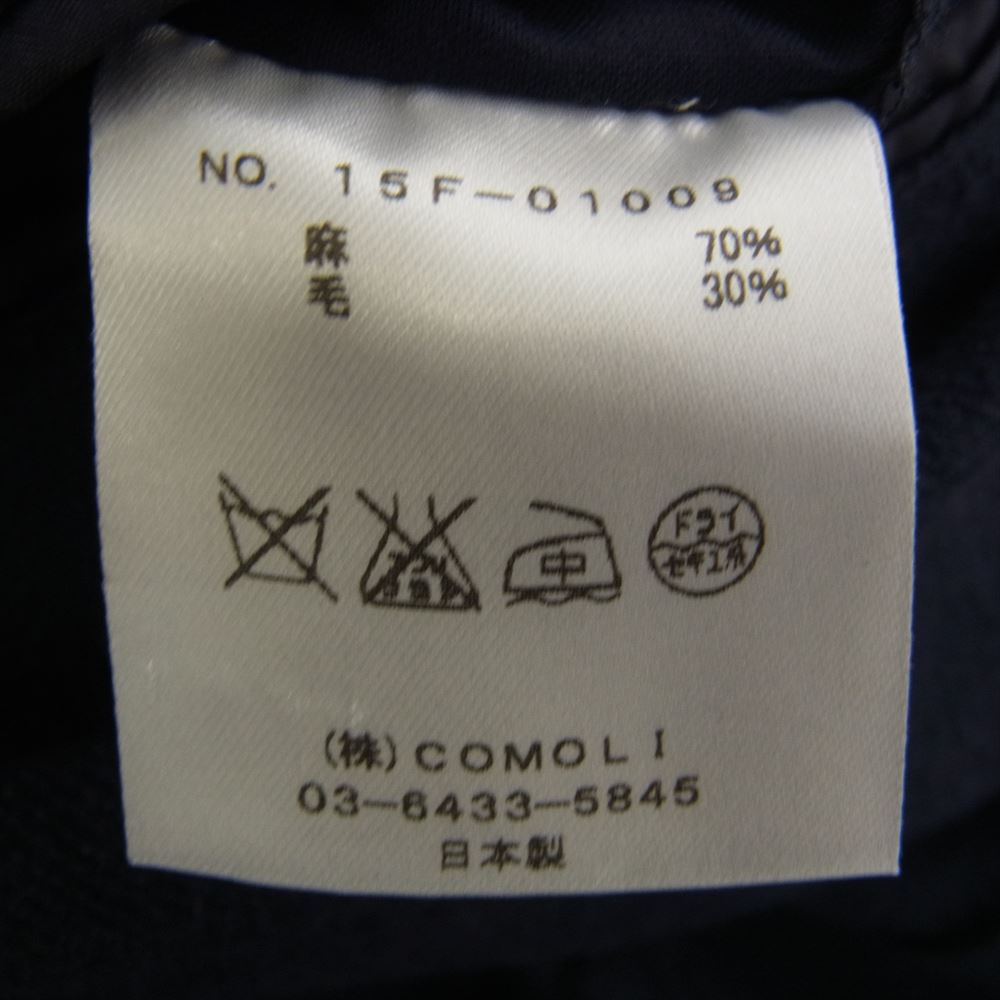 NO. 15F-01009
麻 70%
毛 30%
中
ドライ
セキユ系
(株)COMOLI
03-6433-5845
日本製